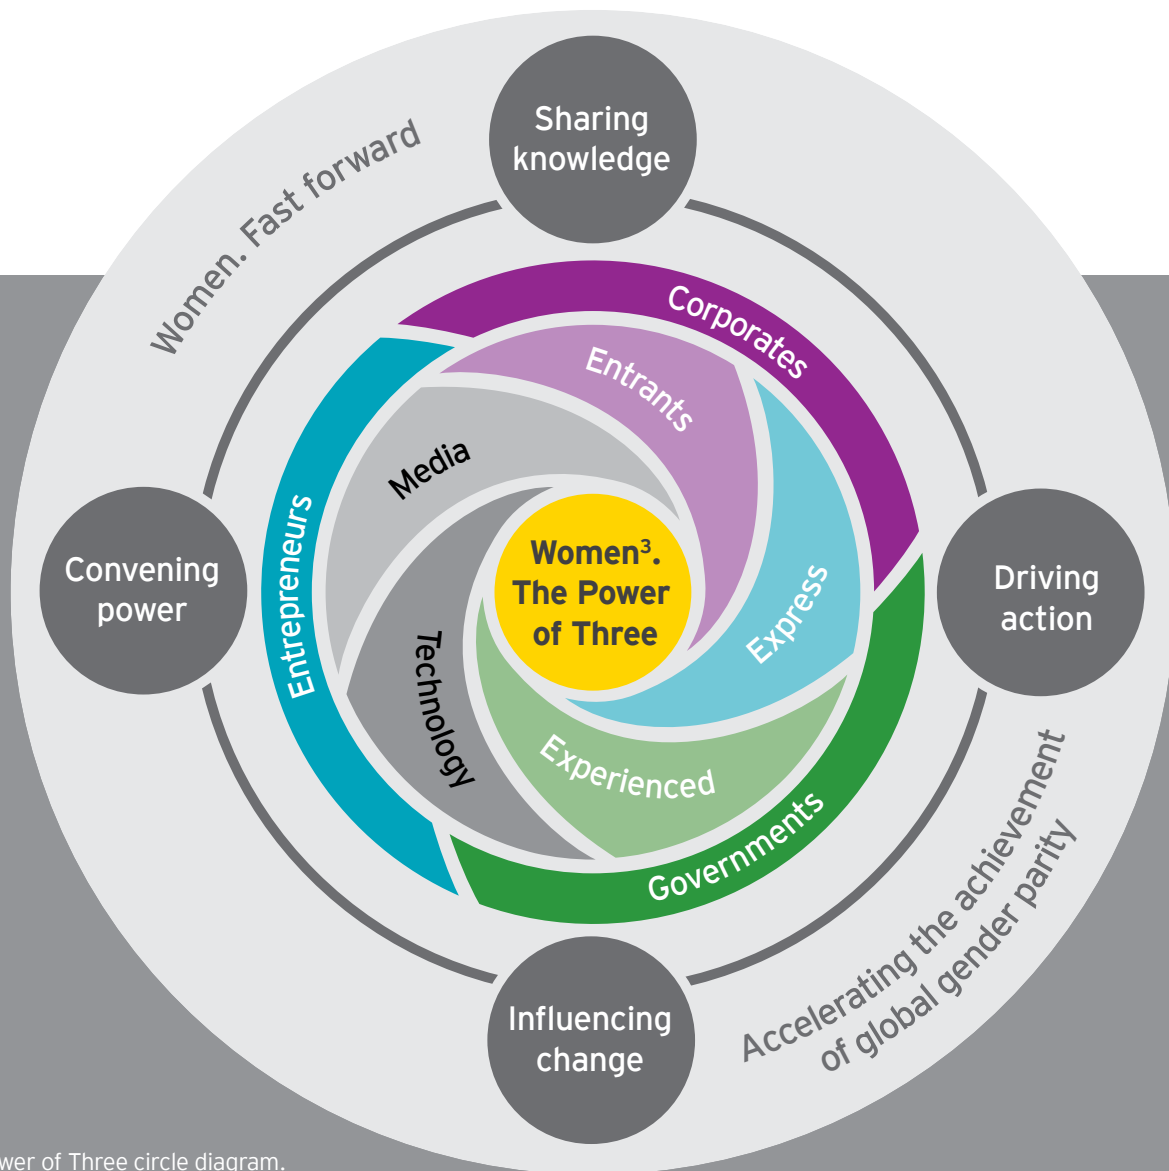 Sharing
knowledge
Women. Fast forward
Corporates
Entrants
Media
Entrepreneurs
Express
Women³.
The Power
of Three
Convening
power
Driving
action
Technology
Experienced
Governments
Accelerating the achievement
of global gender parity
Influencing
change
of Three circle diagram.